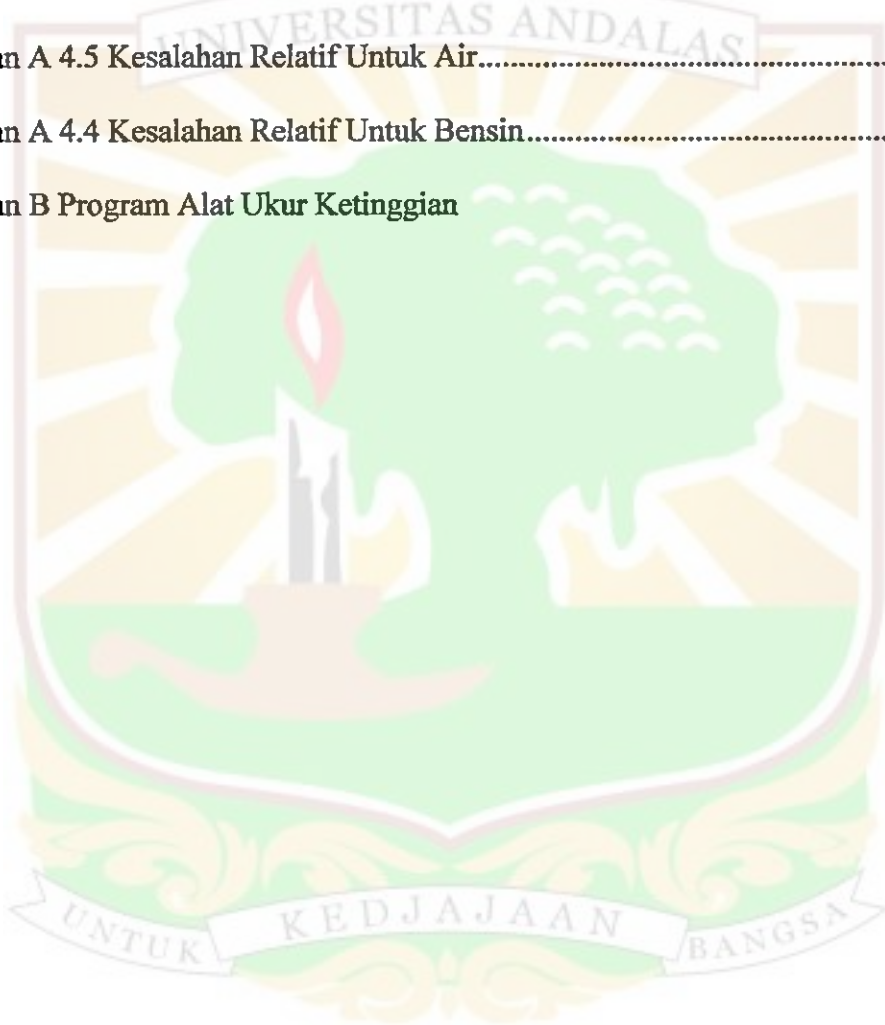 UNIVERSITAS ANDALAS
an A 4.5 Kesalahan Relatif Untuk Air.....................................................
an A 4.4 Kesalahan Relatif Untuk Bensin..............................................
an B Program Alat Ukur Ketinggian
UNTUK KEDJAJAAN BANGSA